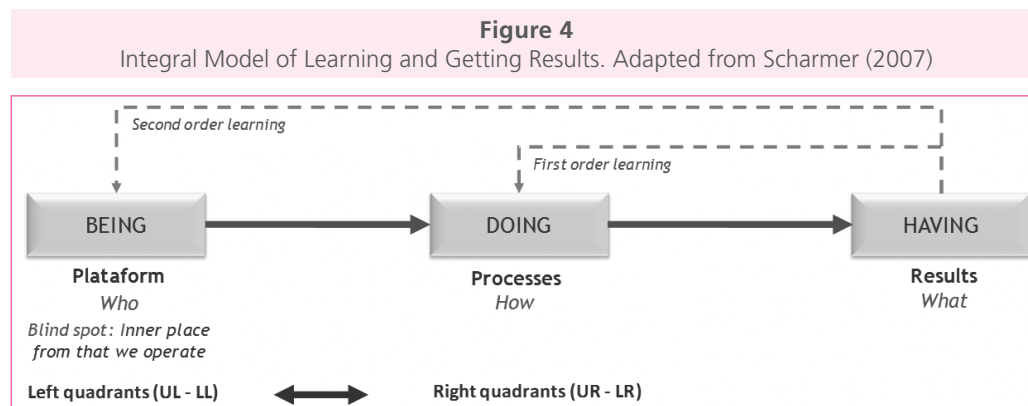 Figure 4
Integral Model of Learning and Getting Results. Adapted from Scharmer (2007)
Second order learning
First order learning
BEING
DOING
HAVING
Plataform
Processes
Results
Who
How
What
Blind spot: Inner place
from that we operate
Left quadrants (UL - LL)
Right quadrants (UR - LR)